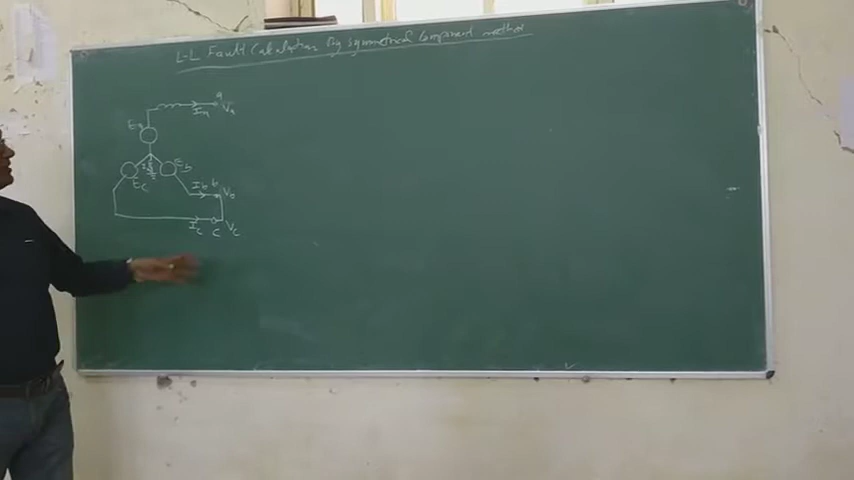 L-L Fault Calculation By Symmetrical Component method
a
Ea Ia Va
Eb
Ec Ib b Vb
Ic c Vc